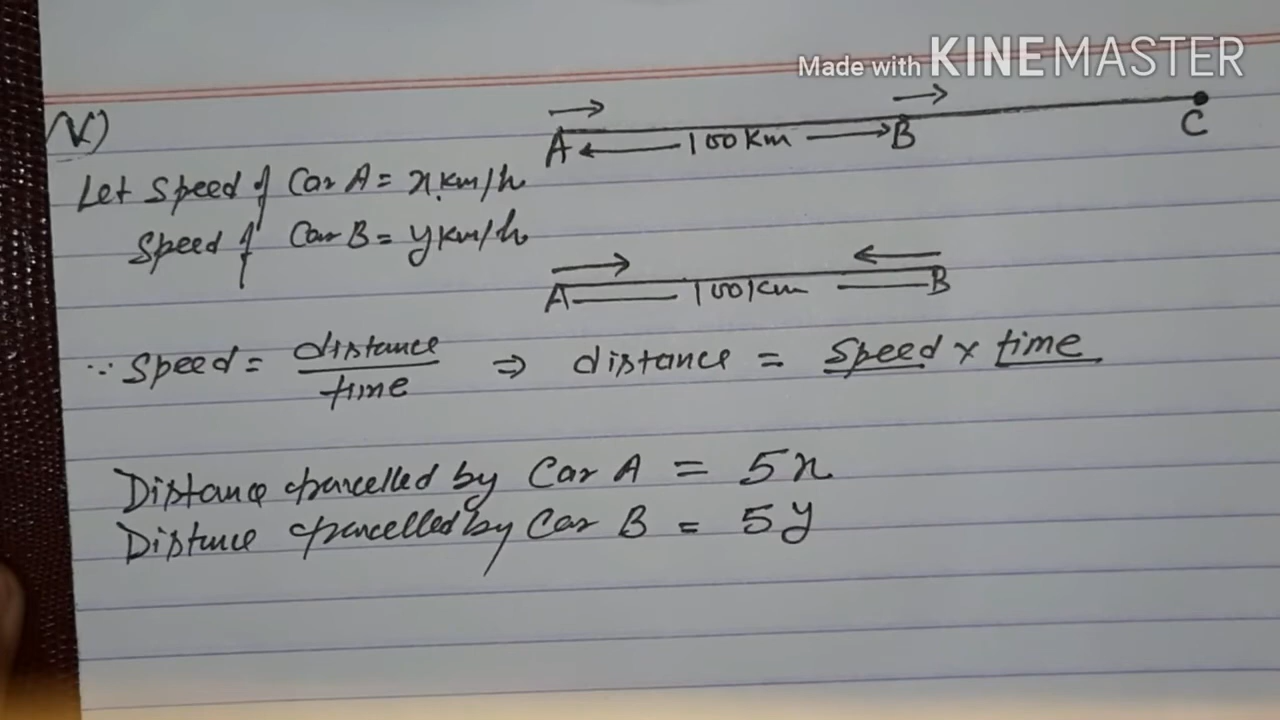 Made with KINEMASTER
(V)
A 100 Km B C
Let Speed of Car A = x km/h
Speed of Car B = y km/h
A 100 km B
∵ Speed = distance / time ⇒ distance = Speed × time
Distance travelled by Car A = 5x
Distance travelled by Car B = 5y